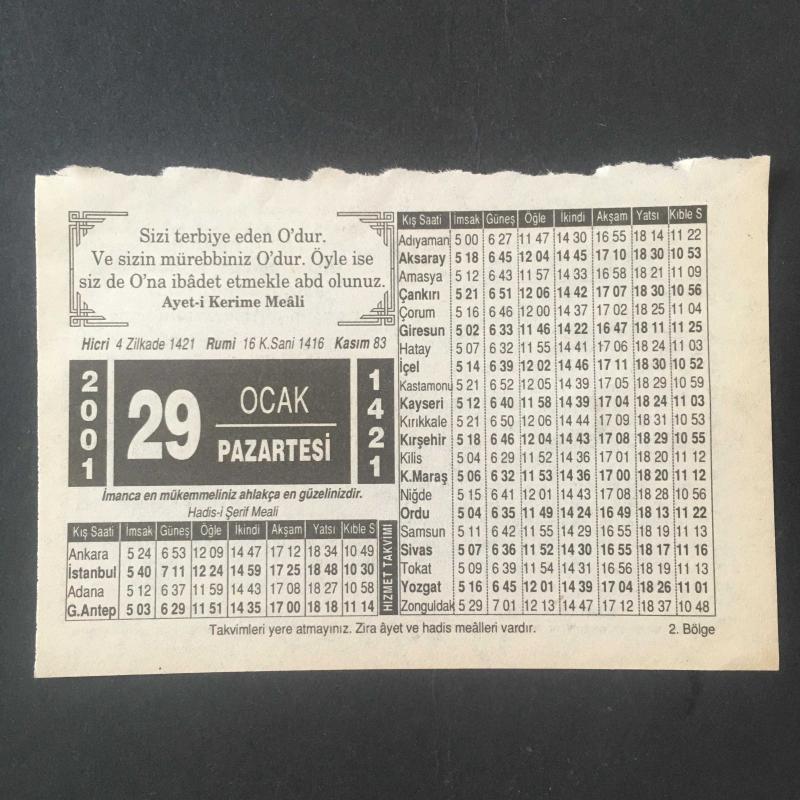 Sizi terbiye eden O'dur.
Ve sizin mürebbiniz O'dur. Öyle ise
siz de O'na ibâdet etmekle abd olunuz.
Ayet-i Kerime Meâli
Hicri 4 Zilkade 1421 Rumi 16 K.Sani 1416 Kasım 83
2001
29
OCAK
PAZARTESİ
1421
İmanca en mükemmeliniz ahlakça en güzelinizdir.
Hadis-i Şerif Meali
Kış Saati İmsak Güneş Öğle İkindi Akşam Yatsı Kıble S
Ankara 5 24 6 53 12 09 14 47 17 12 18 34 10 49
İstanbul 5 40 7 11 12 24 14 59 17 25 18 48 10 30
Adana 5 12 6 37 11 59 14 43 17 08 18 27 10 58
G.Antep 5 03 6 29 11 51 14 35 17 00 18 18 11 14
HİZMET TAKVİMİ
Kış Saati İmsak Güneş Öğle İkindi Akşam Yatsı Kıble S
Adıyaman 5 00 6 27 11 47 14 30 16 55 18 14 11 22
Aksaray 5 18 6 45 12 04 14 45 17 10 18 30 10 53
Amasya 5 12 6 43 11 57 14 33 16 58 18 21 11 09
Çankırı 5 21 6 51 12 06 14 42 17 07 18 30 10 56
Çorum 5 16 6 46 12 00 14 37 17 02 18 25 11 04
Giresun 5 02 6 33 11 46 14 22 16 47 18 11 11 25
Hatay 5 07 6 32 11 55 14 41 17 06 18 24 11 03
İçel 5 14 6 39 12 02 14 46 17 11 18 30 10 52
Kastamonu 5 21 6 52 12 05 14 39 17 05 18 29 10 59
Kayseri 5 12 6 40 11 58 14 39 17 04 18 24 11 03
Kırıkkale 5 21 6 50 12 06 14 44 17 09 18 31 10 53
Kırşehir 5 18 6 46 12 04 14 43 17 08 18 29 10 55
Kilis 5 04 6 29 11 52 14 36 17 01 18 20 11 12
K.Maraş 5 06 6 32 11 53 14 36 17 00 18 20 11 12
Niğde 5 15 6 41 12 01 14 43 17 08 18 28 10 56
Ordu 5 04 6 35 11 49 14 24 16 49 18 13 11 22
Samsun 5 11 6 42 11 55 14 29 16 55 18 19 11 13
Sivas 5 07 6 36 11 52 14 30 16 55 18 17 11 16
Tokat 5 09 6 39 11 54 14 31 16 56 18 19 11 13
Yozgat 5 16 6 45 12 01 14 39 17 04 18 26 11 01
Zonguldak 5 29 7 01 12 13 14 47 17 12 18 37 10 48
Takvimleri yere atmayınız. Zira âyet ve hadis meâlleri vardır.
2. Bölge